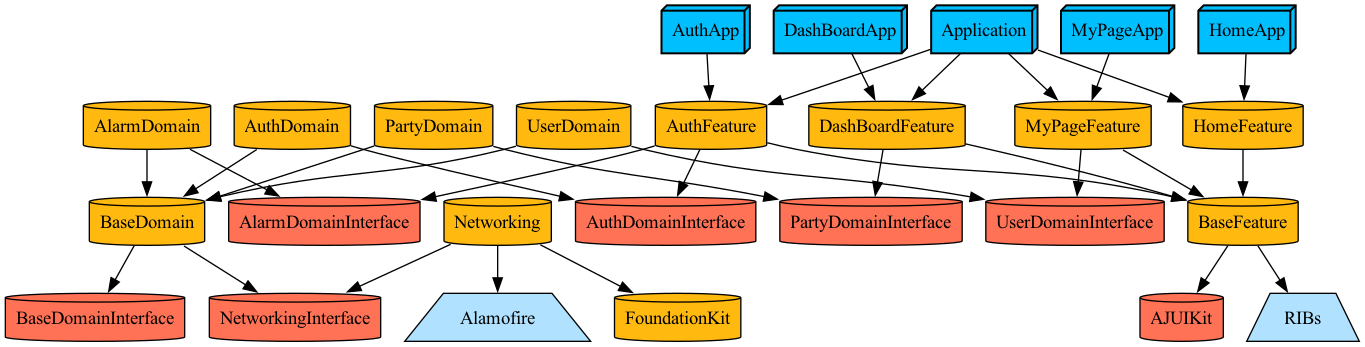 AuthApp
DashBoardApp
Application
MyPageApp
HomeApp
AlarmDomain
AuthDomain
PartyDomain
UserDomain
AuthFeature
DashBoardFeature
MyPageFeature
HomeFeature
BaseDomain
AlarmDomainInterface
Networking
AuthDomainInterface
PartyDomainInterface
UserDomainInterface
BaseFeature
BaseDomainInterface
NetworkingInterface
Alamofire
FoundationKit
AJUIKit
RIBs